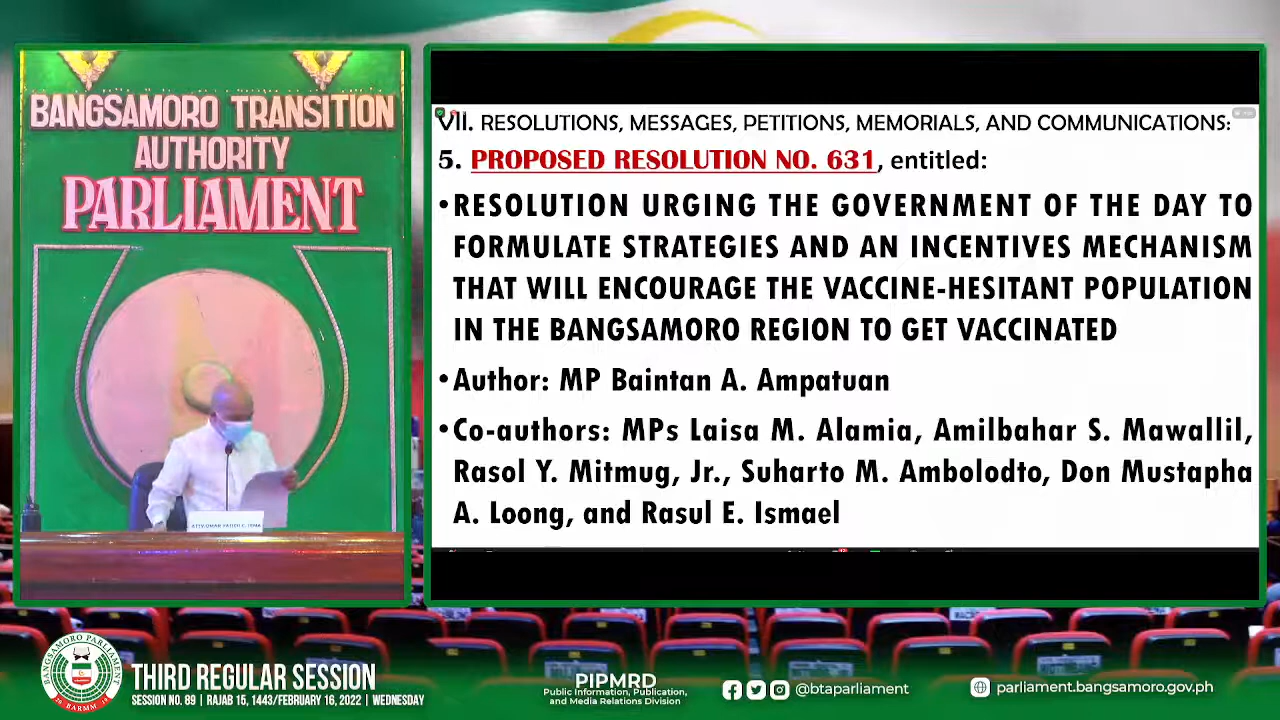 BANGSAMORO TRANSITION
AUTHORITY
PARLIAMENT
VII. RESOLUTIONS, MESSAGES, PETITIONS, MEMORIALS, AND COMMUNICATIONS:
5. PROPOSED RESOLUTION NO. 631, entitled:
•RESOLUTION URGING THE GOVERNMENT OF THE DAY TO
FORMULATE STRATEGIES AND AN INCENTIVES MECHANISM
THAT WILL ENCOURAGE THE VACCINE-HESITANT POPULATION
IN THE BANGSAMORO REGION TO GET VACCINATED
•Author: MP Baintan A. Ampatuan
•Co-authors: MPs Laisa M. Alamia, Amilbahar S. Mawallil,
Rasol Y. Mitmug, Jr., Suharto M. Ambolodto, Don Mustapha
A. Loong, and Rasul E. Ismael
BANGSAMORO PARLIAMENT
BARMM
THIRD REGULAR SESSION
SESSION NO. 89 | RAJAB 15, 1443/FEBRUARY 16, 2022 | WEDNESDAY
PIPMRD
Public Information, Publication,
and Media Relations Division
@btaparliament
parliament.bangsamoro.gov.ph